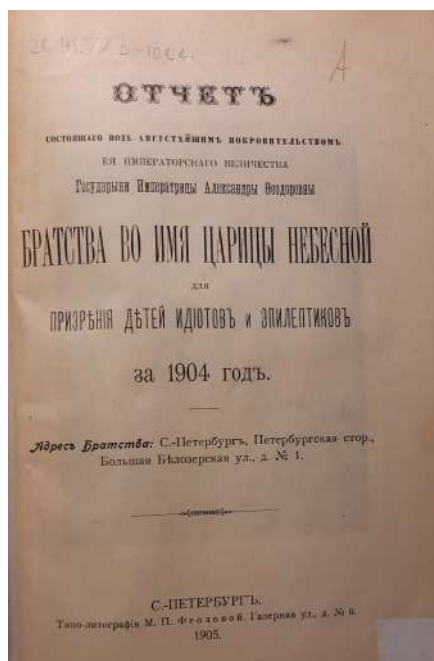 ОТЧЕТЪ
СОСТОЯЩАГО ПОДЪ АВГУСТѢЙШИМЪ ПОКРОВИТЕЛЬСТВОМЪ
ЕЯ ИМПЕРАТОРСКАГО ВЕЛИЧЕСТВА
Государыни Императрицы Александры Ѳеодоровны
БРАТСТВА ВО ИМЯ ЦАРИЦЫ НЕБЕСНОЙ
для
ПРИЗРѢНІЯ ДѢТЕЙ ИДІОТОВЪ и ЭПИЛЕПТИКОВЪ
за 1904 годъ.
Адресъ Братства: С.-Петербургъ, Петербургская стор.,
Большая Бѣлозерская ул., д. № 1.
С.-ПЕТЕРБУРГЪ.
Типо-литографія М. П. Фроловой. Галерная ул., д. № 6.
1905.